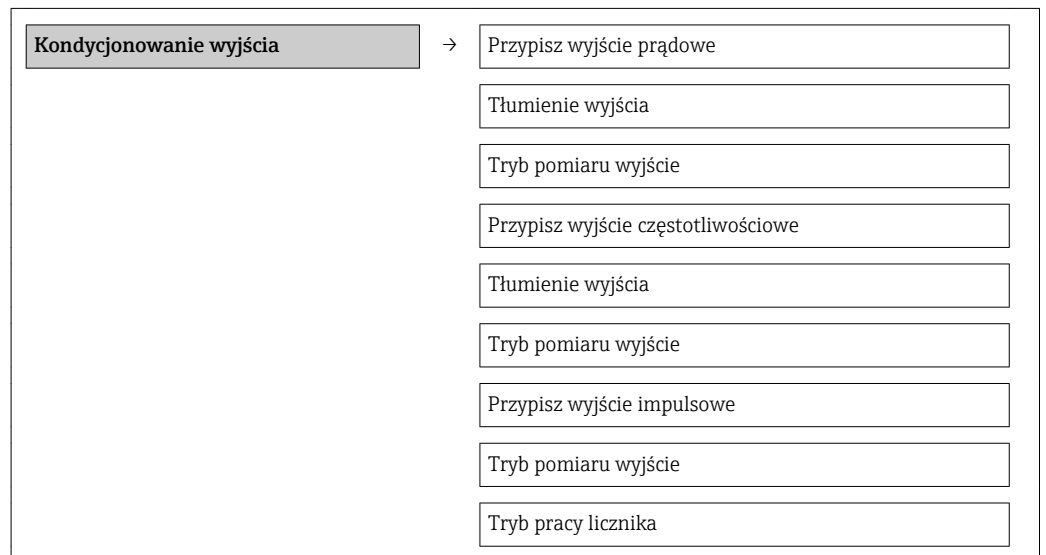 Kondycjonowanie wyjścia → Przypisz wyjście prądowe
Tłumienie wyjścia
Tryb pomiaru wyjście
Przypisz wyjście częstotliwościowe
Tłumienie wyjścia
Tryb pomiaru wyjście
Przypisz wyjście impulsowe
Tryb pomiaru wyjście
Tryb pracy licznika